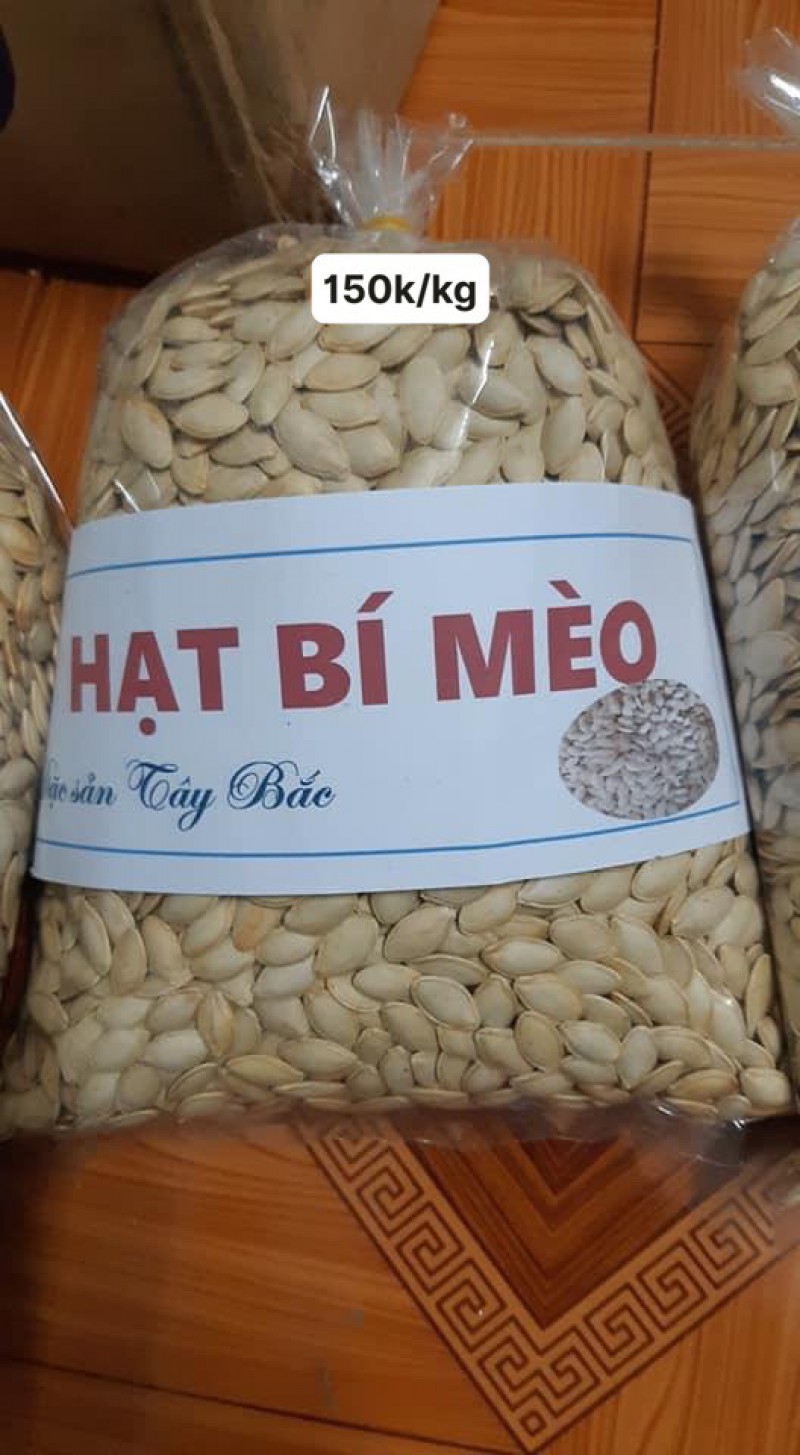 150k/kg
HẠT BÍ MÈO
sản Tây Bắc